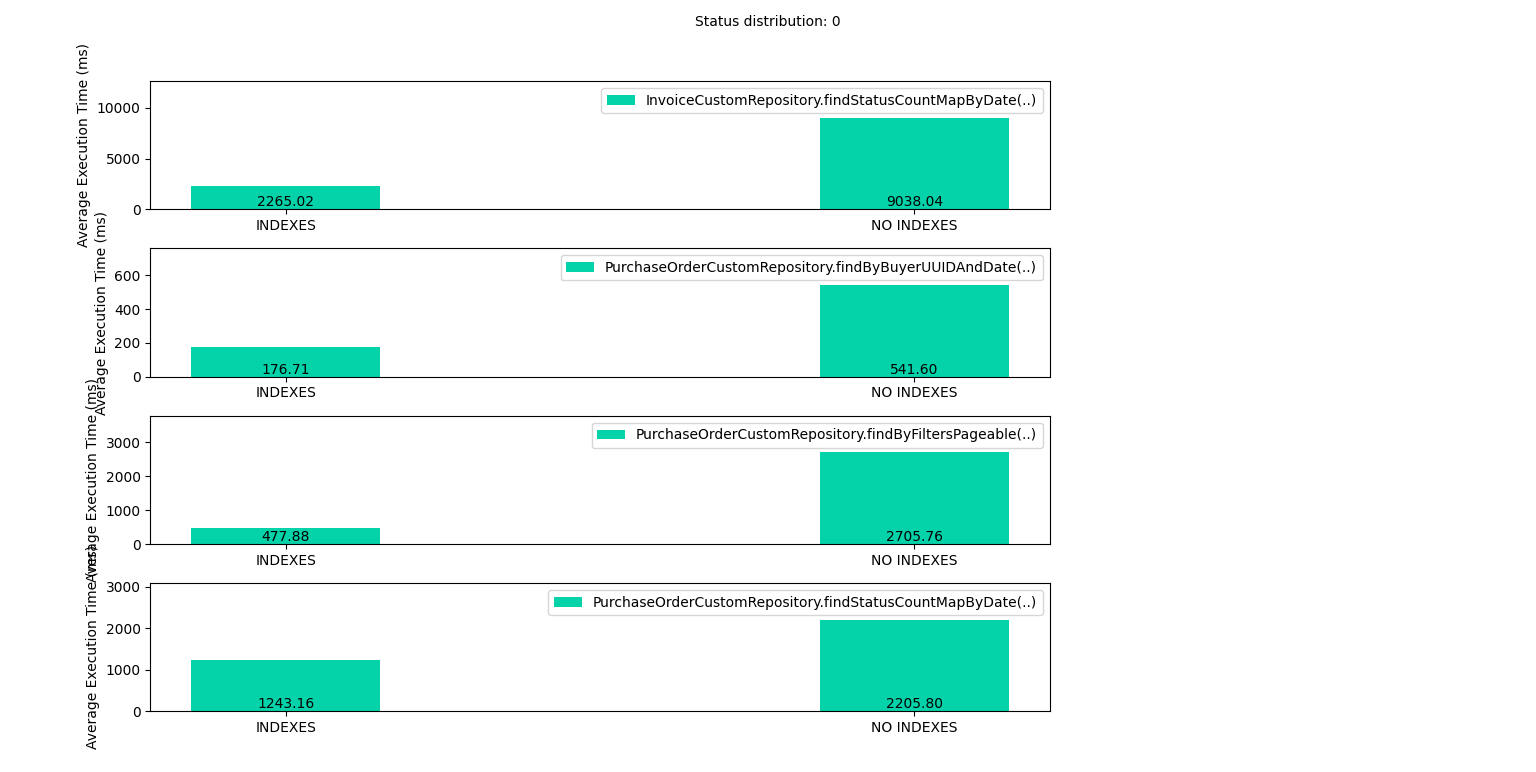 Status distribution: 0
Average Execution Time (ms)
10000
5000
0
InvoiceCustomRepository.findStatusCountMapByDate(..)
2265.02
9038.04
INDEXES
NO INDEXES
Average Execution Time (ms)
600
400
200
0
PurchaseOrderCustomRepository.findByBuyerUUIDAndDate(..)
176.71
541.60
INDEXES
NO INDEXES
Average Execution Time (ms)
3000
2000
1000
0
PurchaseOrderCustomRepository.findByFiltersPageable(..)
477.88
2705.76
INDEXES
NO INDEXES
Average Execution Time (ms)
3000
2000
1000
0
PurchaseOrderCustomRepository.findStatusCountMapByDate(..)
1243.16
2205.80
INDEXES
NO INDEXES